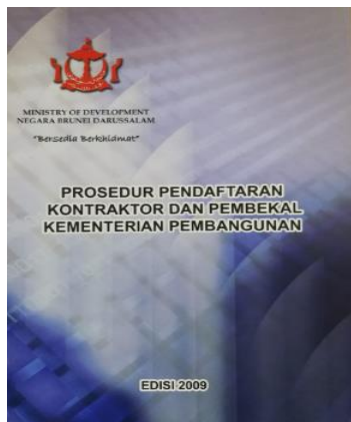 MINISTRY OF DEVELOPMENT
NEGARA BRUNEI DARUSSALAM
"Bersedia Berkhidmat"
PROSEDUR PENDAFTARAN
KONTRAKTOR DAN PEMBEKAL
KEMENTERIAN PEMBANGUNAN
EDISI 2009